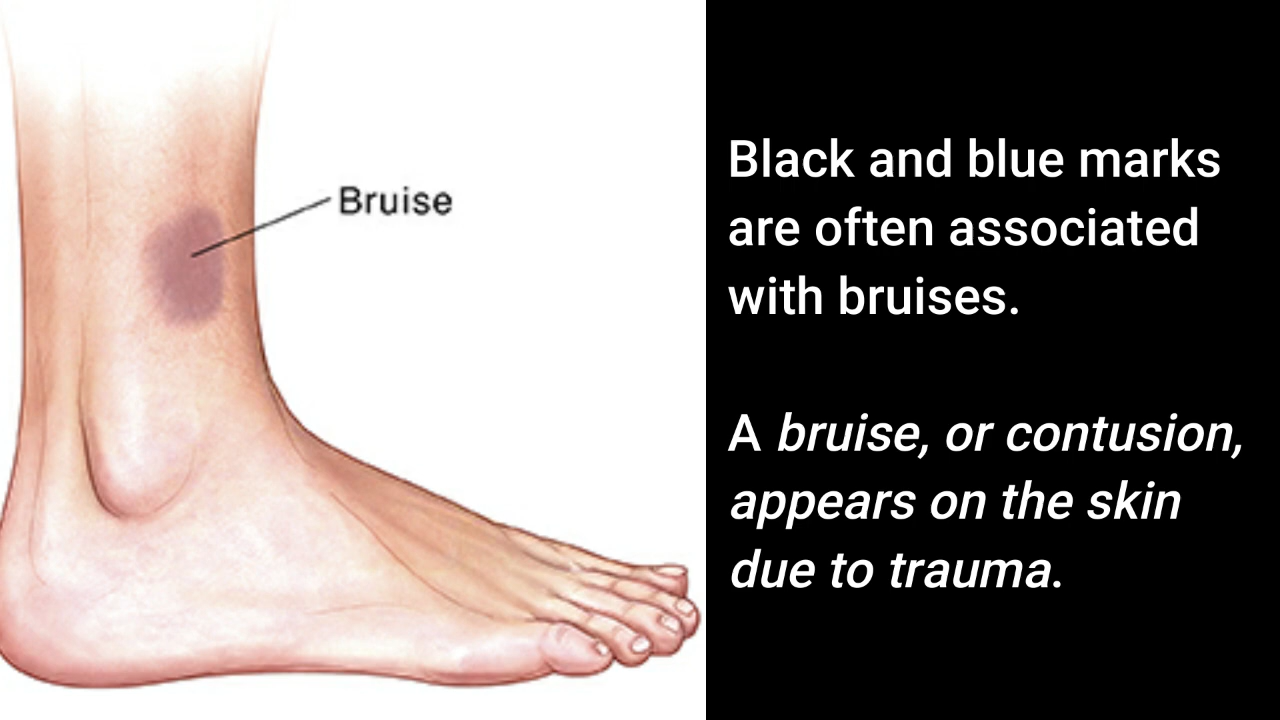 Bruise
Black and blue marks
are often associated
with bruises.
A bruise, or contusion,
appears on the skin
due to trauma.